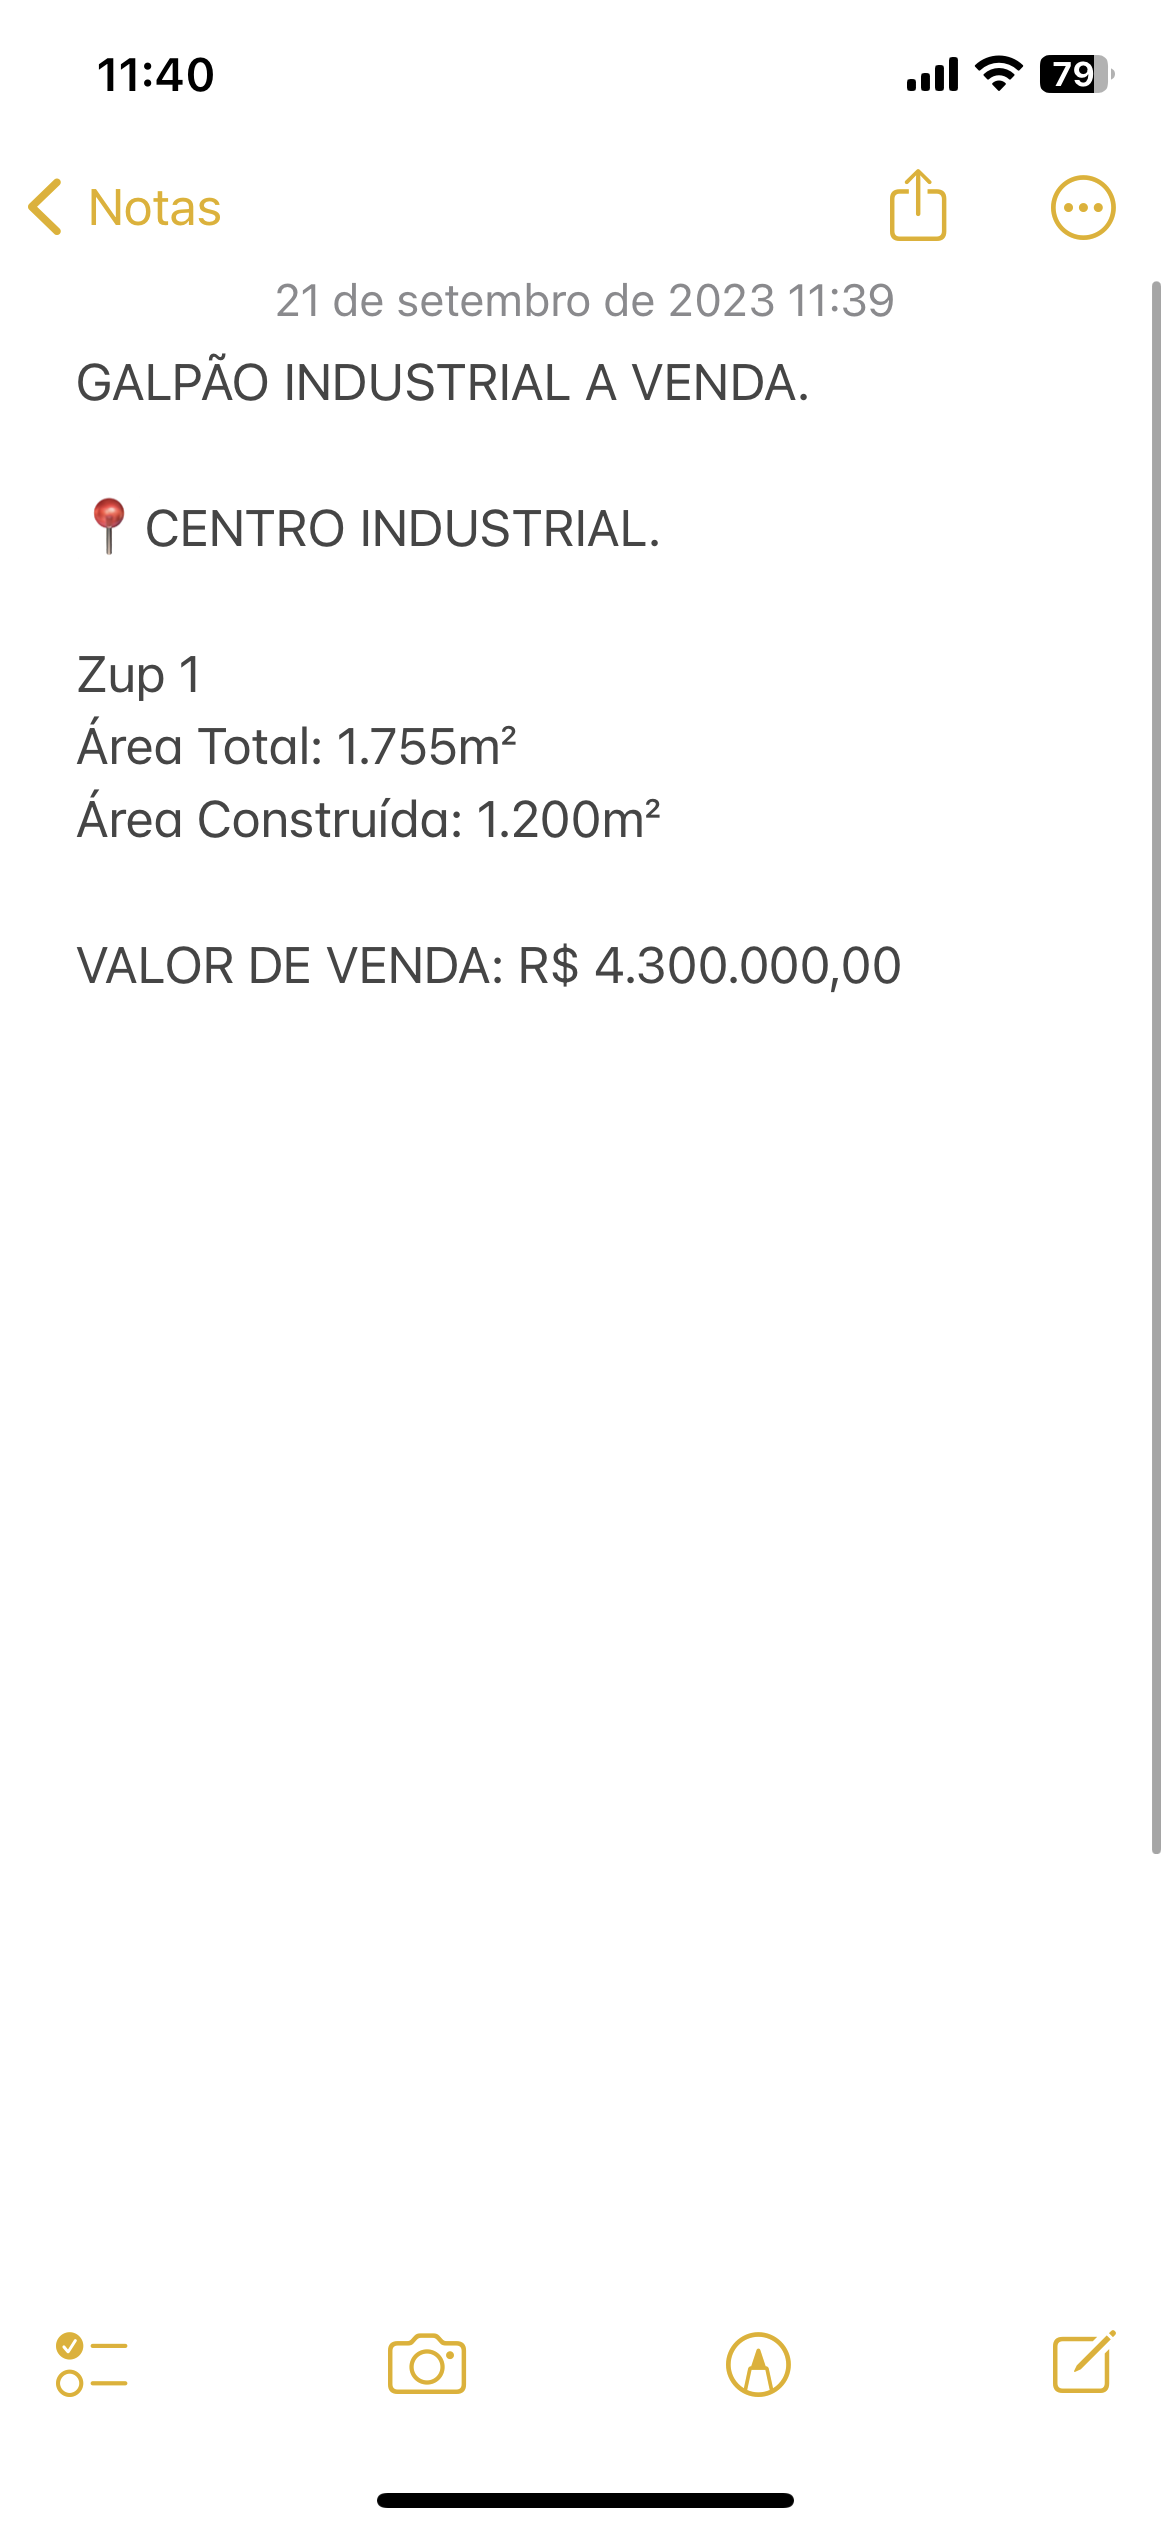 11:40
79
Notas
21 de setembro de 2023 11:39
GALPÃO INDUSTRIAL A VENDA.
📍CENTRO INDUSTRIAL.
Zup 1
Área Total: 1.755m²
Área Construída: 1.200m²
VALOR DE VENDA: R$ 4.300.000,00